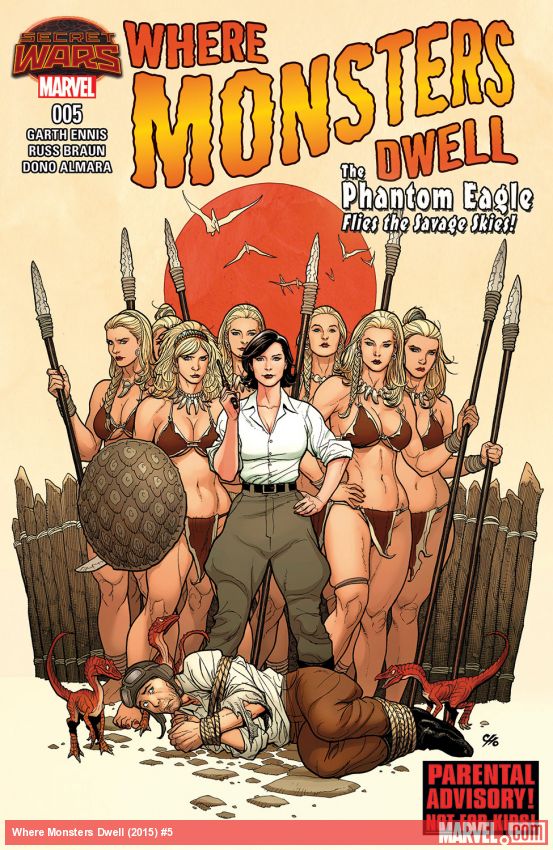 SECRET
WARS
MARVEL
005
GARTH ENNIS
RUSS BRAUN
DONO ALMARA
WHERE
MONSTERS
DWELL
The
Phantom Eagle
Flies the Savage Skies!
CHO
PARENTAL
ADVISORY!
NOT FOR KIDS!
MARVEL.com
Where Monsters Dwell (2015) #5